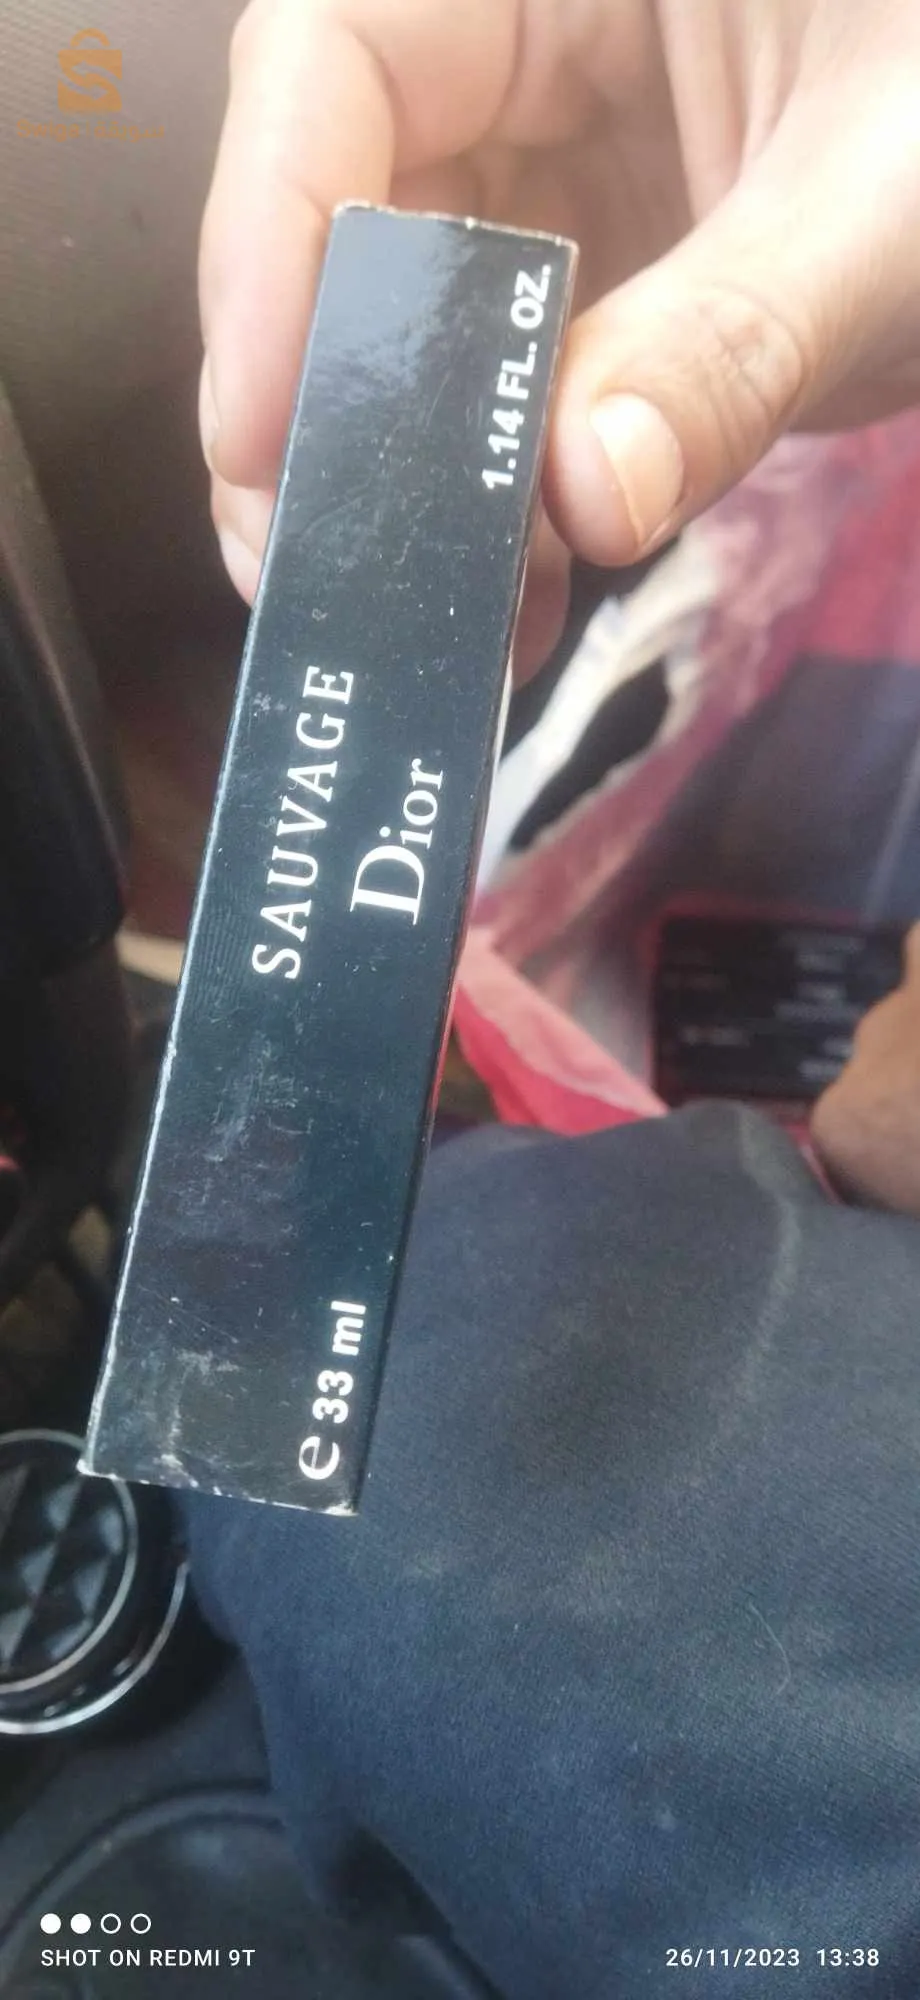 1.14 FL. OZ.
SAUVAGE
Dior
e 33 ml
SHOT ON REDMI 9T
26/11/2023 13:38